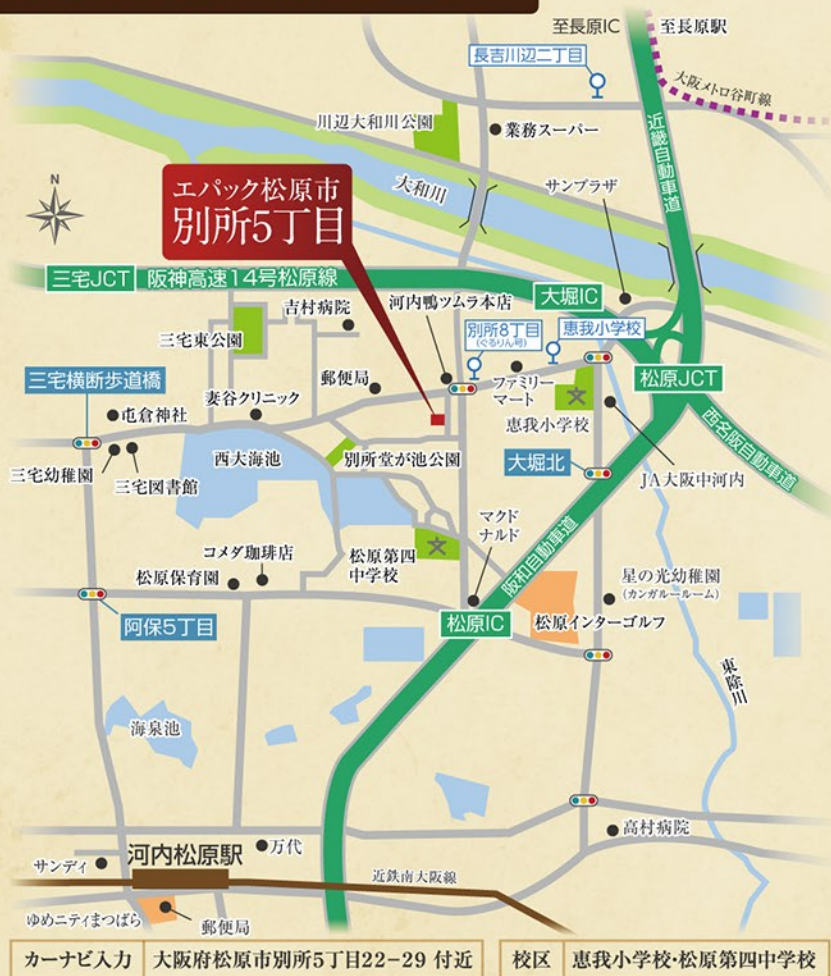 至長原IC
至長原駅
長吉川辺二丁目
大阪メトロ谷町線
川辺大和川公園
業務スーパー
近畿自動車道
エパック松原市
別所5丁目
大和川
サンプラザ
N
三宅JCT
阪神高速14号松原線
大堀IC
吉村病院
河内鴨ツムラ本店
三宅東公園
別所8丁目
(ぐるりん号)
恵我小学校
松原JCT
三宅横断歩道橋
郵便局
ファミリー
マート
妻谷クリニック
屯倉神社
恵我小学校
西名阪自動車道
三宅幼稚園
三宅図書館
西大海池
別所堂が池公園
大堀北
JA大阪中河内
マクド
ナルド
コメダ珈琲店
松原第四
中学校
阪和自動車道
松原保育園
星の光幼稚園
(カンガルールーム)
阿保5丁目
松原IC
松原インターゴルフ
東除川
海泉池
高村病院
万代
河内松原駅
サンディ
近鉄南大阪線
ゆめニティまつばら
郵便局
カーナビ入力
大阪府松原市別所5丁目22-29 付近
校区
恵我小学校・松原第四中学校